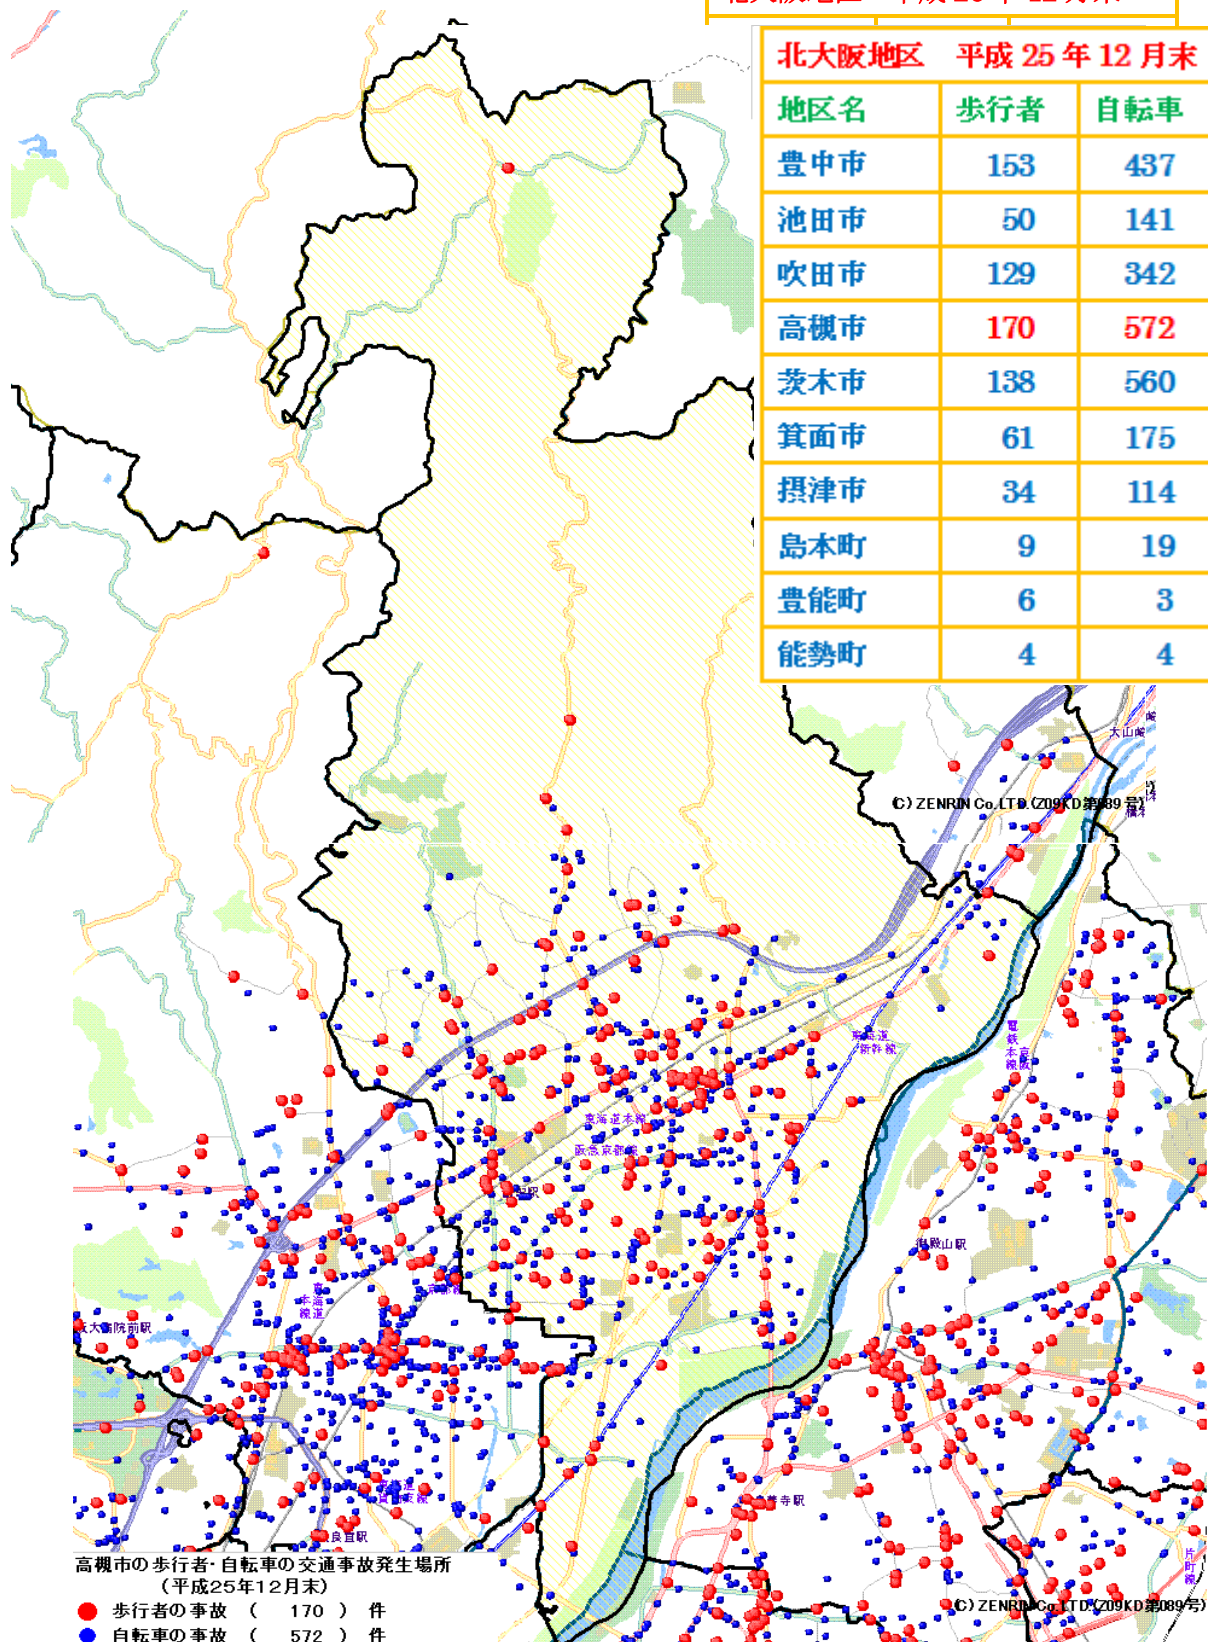 北大阪地区 平成 25 年 12 月末
地区名 歩行者 自転車
豊中市 153 437
池田市 50 141
吹田市 129 342
高槻市 170 572
茨木市 138 560
箕面市 61 175
摂津市 34 114
島本町 9 19
豊能町 6 3
能勢町 4 4
大山崎
(C) ZENRIN Co.,LTD.(Z09KD第089号)
東海道
新幹線
東海道本線
阪急京都線
御殿山駅
阪大病院前駅
高槻市の歩行者・自転車の交通事故発生場所
(平成25年12月末)
歩行者の事故 ( 170 ) 件
自転車の事故 ( 572 ) 件
片町線
(C) ZENRIN Co.,LTD.(Z09KD第089号)